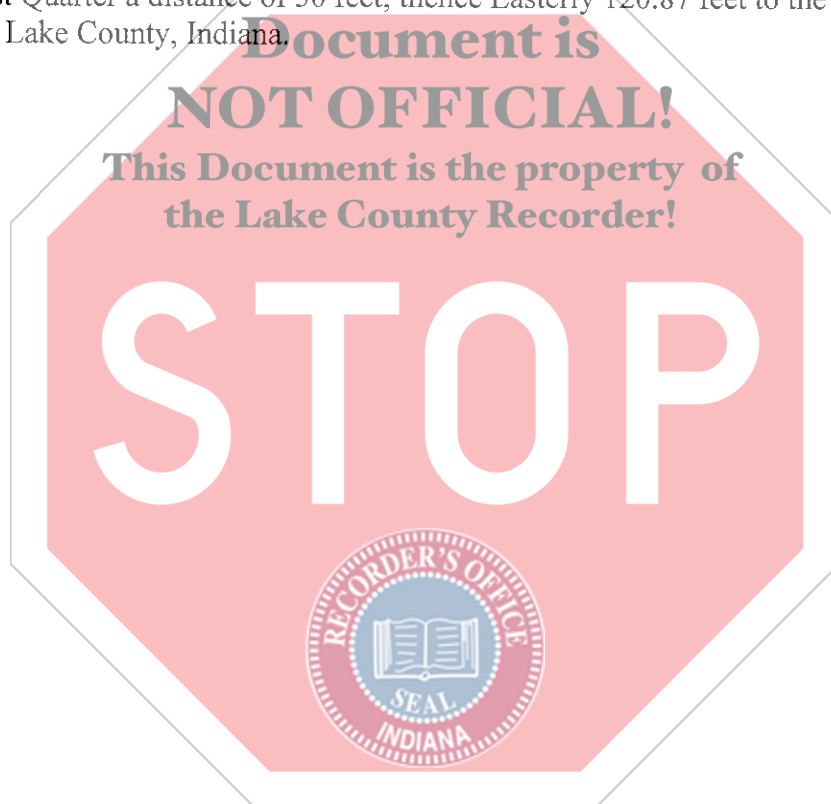 Quarter a distance of 50 feet, thence Easterly 120.87 feet to the
Lake County, Indiana.
Document is
NOT OFFICIAL!
This Document is the property of
the Lake County Recorder!
STOP
RECORDER'S OFFICE
SEAL
INDIANA